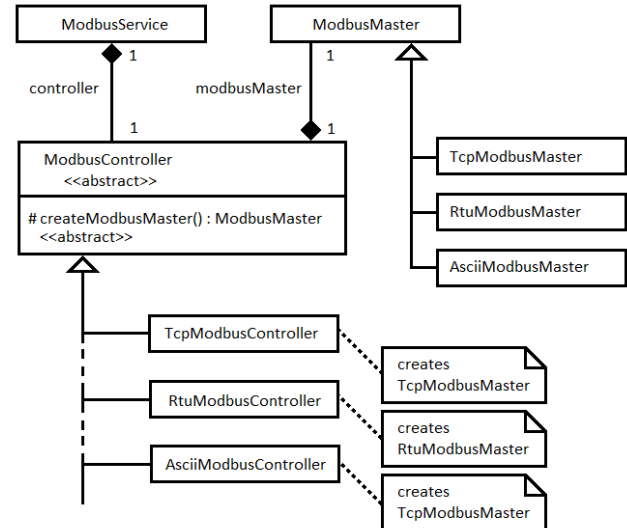 ModbusService
ModbusMaster
1
1
controller
modbusMaster
1
1
ModbusController
<<abstract>>
# createModbusMaster() : ModbusMaster
<<abstract>>
TcpModbusMaster
RtuModbusMaster
AsciiModbusMaster
TcpModbusController
creates
TcpModbusMaster
RtuModbusController
creates
RtuModbusMaster
AsciiModbusController
creates
TcpModbusMaster